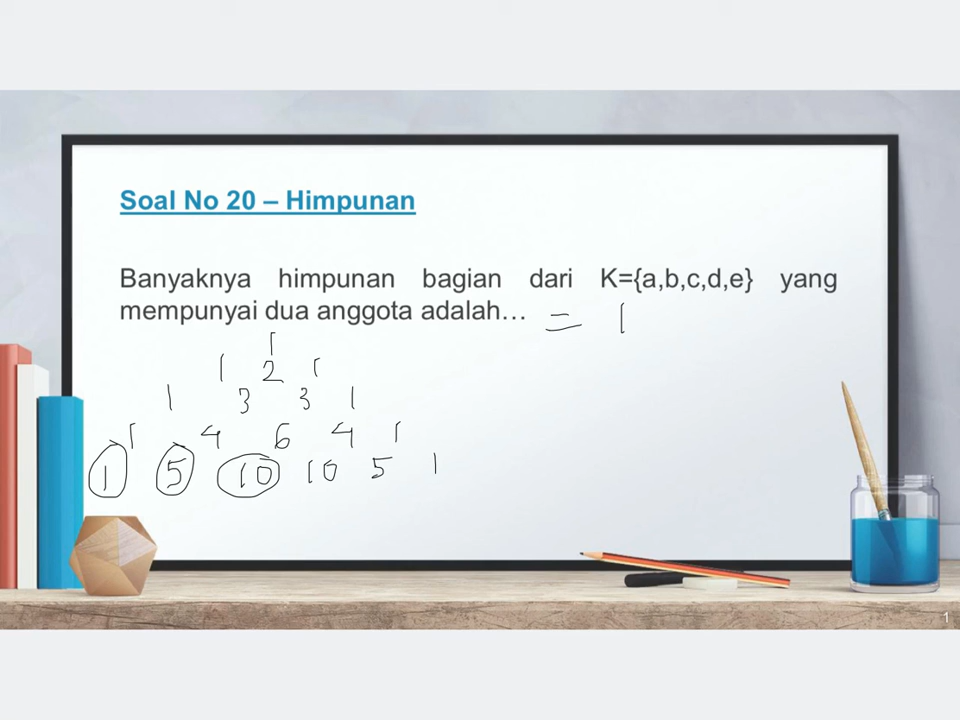 Soal No 20 – Himpunan
Banyaknya himpunan bagian dari K={a,b,c,d,e} yang
mempunyai dua anggota adalah… = 1
1
1 2 1
1 3 3 1
1 4 6 4 1
1 5 10 10 5 1
1